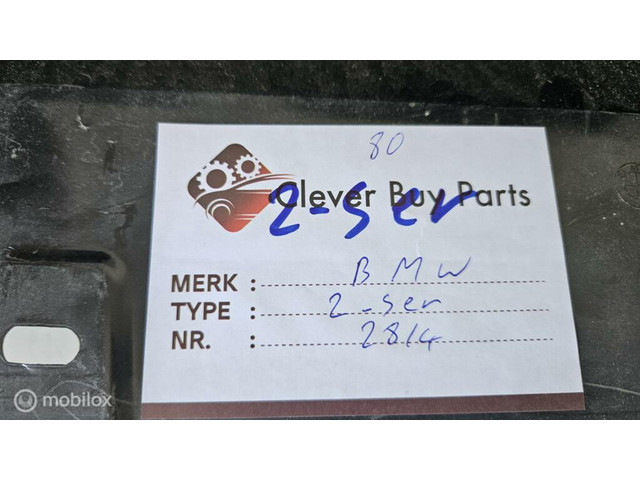 80
Clever Buy Parts
2-ser
MERK : BMW
TYPE : 2-ser
NR. : 2814
mobilox